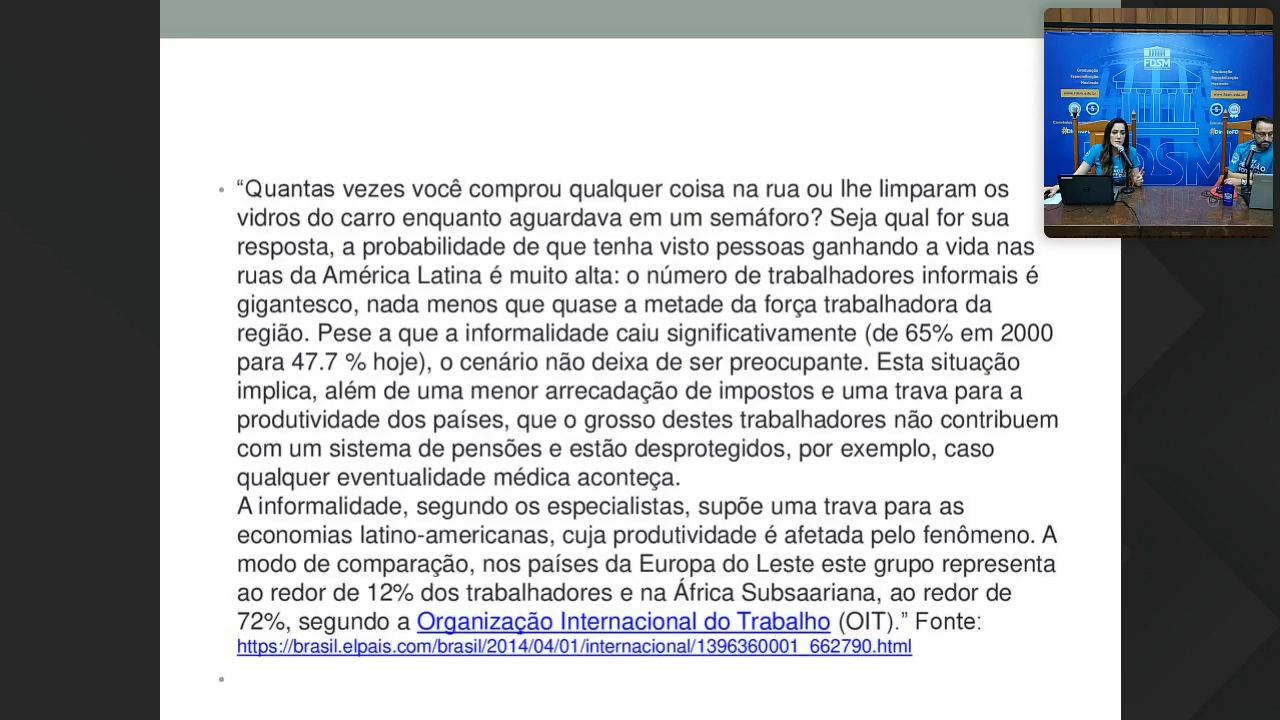 “Quantas vezes você comprou qualquer coisa na rua ou lhe limparam os
vidros do carro enquanto aguardava em um semáforo? Seja qual for sua
resposta, a probabilidade de que tenha visto pessoas ganhando a vida nas
ruas da América Latina é muito alta: o número de trabalhadores informais é
gigantesco, nada menos que quase a metade da força trabalhadora da
região. Pese a que a informalidade caiu significativamente (de 65% em 2000
para 47.7 % hoje), o cenário não deixa de ser preocupante. Esta situação
implica, além de uma menor arrecadação de impostos e uma trava para a
produtividade dos países, que o grosso destes trabalhadores não contribuem
com um sistema de pensões e estão desprotegidos, por exemplo, caso
qualquer eventualidade médica aconteça.
A informalidade, segundo os especialistas, supõe uma trava para as
economias latino-americanas, cuja produtividade é afetada pelo fenômeno. A
modo de comparação, nos países da Europa do Leste este grupo representa
ao redor de 12% dos trabalhadores e na África Subsaariana, ao redor de
72%, segundo a Organização Internacional do Trabalho (OIT).” Fonte:
https://brasil.elpais.com/brasil/2014/04/01/internacional/1396360001_662790.html
FDSM
Graduação
Especialização
Mestrado
Graduação
Especialização
Mestrado